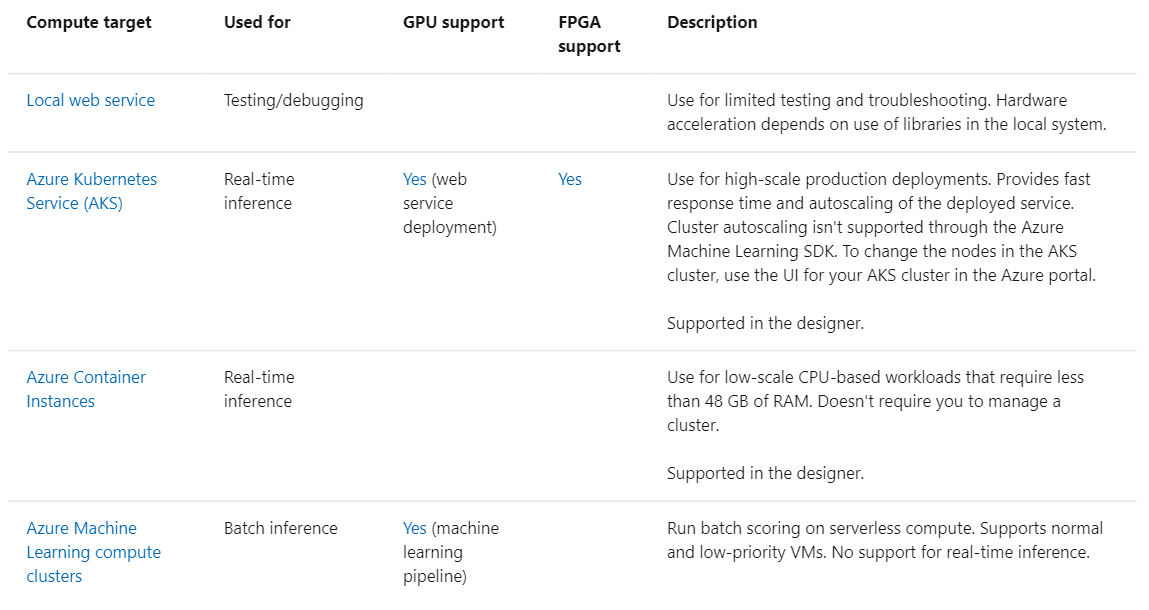 Compute target Used for GPU support FPGA support Description
Local web service Testing/debugging Use for limited testing and troubleshooting. Hardware
acceleration depends on use of libraries in the local system.
Azure Kubernetes
Service (AKS)
Real-time
inference
Yes (web
service
deployment)
Yes
Use for high-scale production deployments. Provides fast
response time and autoscaling of the deployed service.
Cluster autoscaling isn't supported through the Azure
Machine Learning SDK. To change the nodes in the AKS
cluster, use the UI for your AKS cluster in the Azure portal.
Supported in the designer.
Azure Container
Instances
Real-time
inference
Use for low-scale CPU-based workloads that require less
than 48 GB of RAM. Doesn't require you to manage a
cluster.
Supported in the designer.
Azure Machine
Learning compute
clusters
Batch inference
Yes (machine
learning
pipeline)
Run batch scoring on serverless compute. Supports normal
and low-priority VMs. No support for real-time inference.